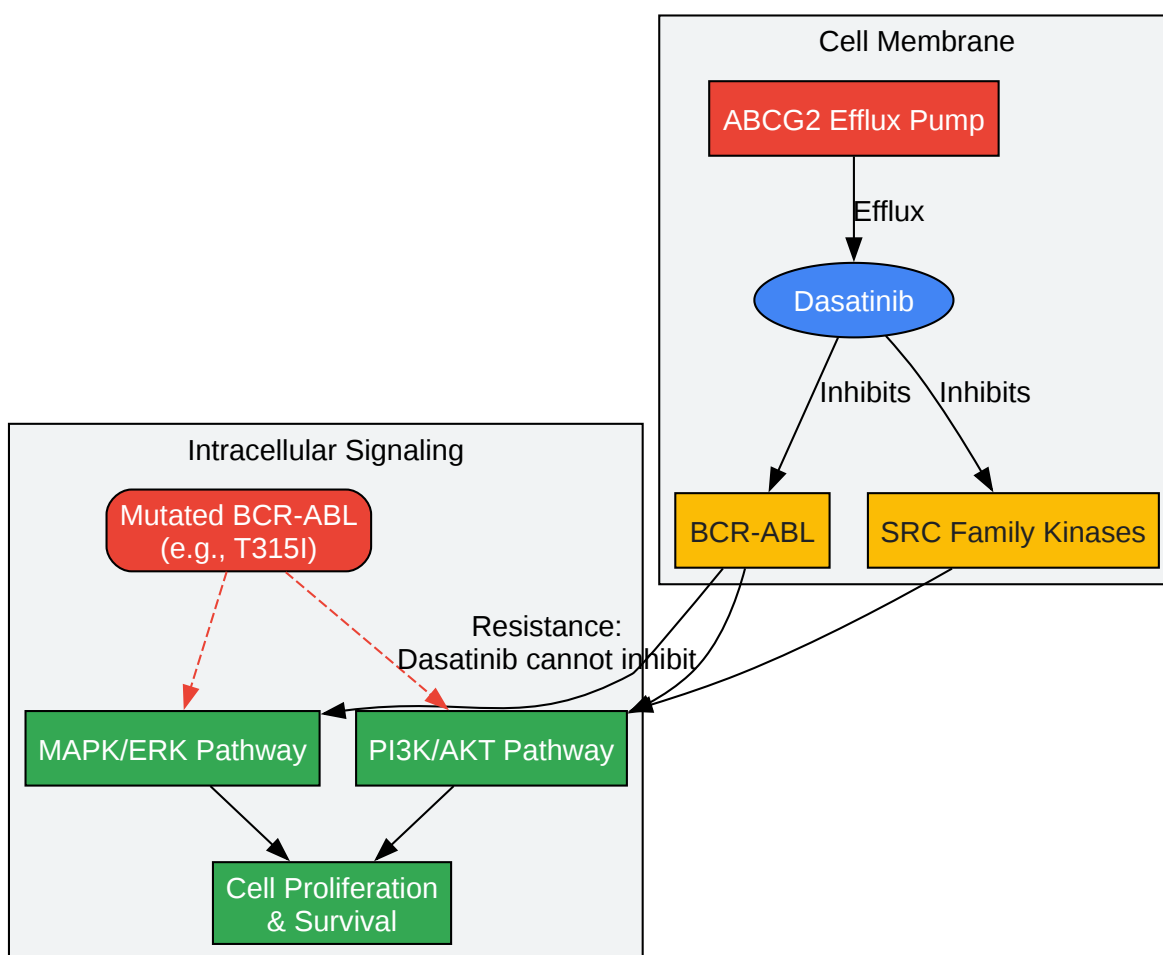 Cell Membrane
ABCG2 Efflux Pump
Efflux
Dasatinib
Inhibits
Inhibits
BCR-ABL
SRC Family Kinases
Intracellular Signaling
Mutated BCR-ABL
(e.g., T315I)
Resistance:
Dasatinib cannot inhibit
MAPK/ERK Pathway
PI3K/AKT Pathway
Cell Proliferation
& Survival